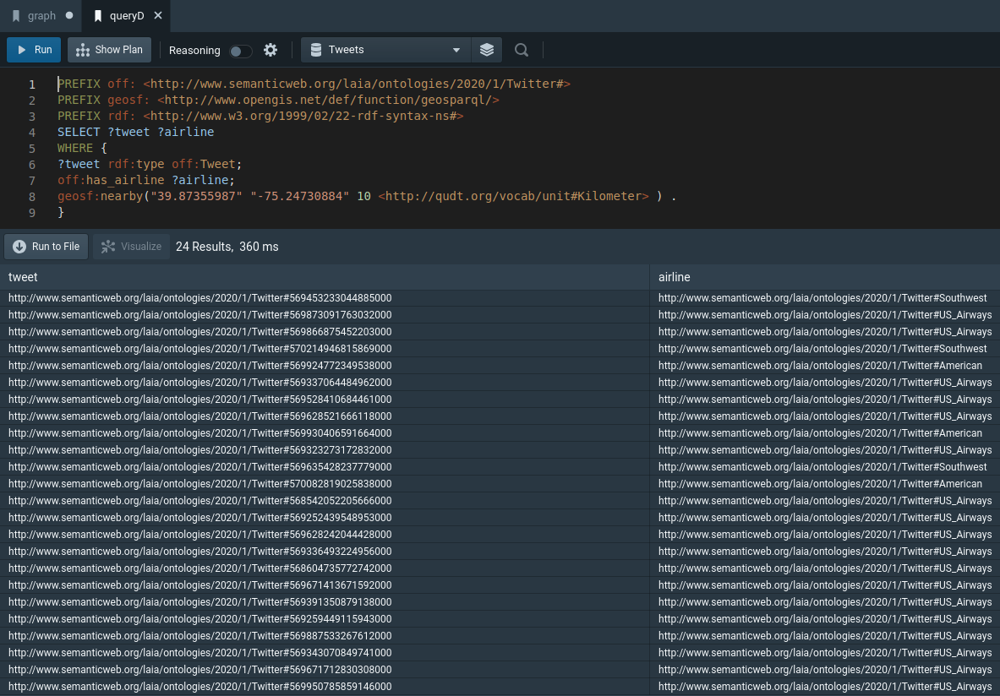 graph queryD
Run Show Plan Reasoning Tweets
1 PREFIX off: <http://www.semanticweb.org/laia/ontologies/2020/1/Twitter#>
2 PREFIX geosf: <http://www.opengis.net/def/function/geosparql/>
3 PREFIX rdf: <http://www.w3.org/1999/02/22-rdf-syntax-ns#>
4 SELECT ?tweet ?airline
5 WHERE {
6 ?tweet rdf:type off:Tweet;
7 off:has_airline ?airline;
8 geosf:nearby("39.87355987" "-75.24730884" 10 <http://qudt.org/vocab/unit#Kilometer> ) .
9 }
Run to File Visualize 24 Results, 360 ms
tweet airline
http://www.semanticweb.org/laia/ontologies/2020/1/Twitter#569453233044885000 http://www.semanticweb.org/laia/ontologies/2020/1/Twitter#Southwest
http://www.semanticweb.org/laia/ontologies/2020/1/Twitter#569873091763032000 http://www.semanticweb.org/laia/ontologies/2020/1/Twitter#US_Airways
http://www.semanticweb.org/laia/ontologies/2020/1/Twitter#569866875452203000 http://www.semanticweb.org/laia/ontologies/2020/1/Twitter#US_Airways
http://www.semanticweb.org/laia/ontologies/2020/1/Twitter#570214946815869000 http://www.semanticweb.org/laia/ontologies/2020/1/Twitter#Southwest
http://www.semanticweb.org/laia/ontologies/2020/1/Twitter#569924772349538000 http://www.semanticweb.org/laia/ontologies/2020/1/Twitter#American
http://www.semanticweb.org/laia/ontologies/2020/1/Twitter#569337064484962000 http://www.semanticweb.org/laia/ontologies/2020/1/Twitter#US_Airways
http://www.semanticweb.org/laia/ontologies/2020/1/Twitter#569528410684461000 http://www.semanticweb.org/laia/ontologies/2020/1/Twitter#US_Airways
http://www.semanticweb.org/laia/ontologies/2020/1/Twitter#569628521666118000 http://www.semanticweb.org/laia/ontologies/2020/1/Twitter#US_Airways
http://www.semanticweb.org/laia/ontologies/2020/1/Twitter#569930406591664000 http://www.semanticweb.org/laia/ontologies/2020/1/Twitter#American
http://www.semanticweb.org/laia/ontologies/2020/1/Twitter#569323273172832000 http://www.semanticweb.org/laia/ontologies/2020/1/Twitter#US_Airways
http://www.semanticweb.org/laia/ontologies/2020/1/Twitter#569635428237779000 http://www.semanticweb.org/laia/ontologies/2020/1/Twitter#Southwest
http://www.semanticweb.org/laia/ontologies/2020/1/Twitter#570082819025838000 http://www.semanticweb.org/laia/ontologies/2020/1/Twitter#American
http://www.semanticweb.org/laia/ontologies/2020/1/Twitter#568542052205666000 http://www.semanticweb.org/laia/ontologies/2020/1/Twitter#US_Airways
http://www.semanticweb.org/laia/ontologies/2020/1/Twitter#569252439548953000 http://www.semanticweb.org/laia/ontologies/2020/1/Twitter#US_Airways
http://www.semanticweb.org/laia/ontologies/2020/1/Twitter#569628242044428000 http://www.semanticweb.org/laia/ontologies/2020/1/Twitter#US_Airways
http://www.semanticweb.org/laia/ontologies/2020/1/Twitter#569336493224956000 http://www.semanticweb.org/laia/ontologies/2020/1/Twitter#US_Airways
http://www.semanticweb.org/laia/ontologies/2020/1/Twitter#568604735772742000 http://www.semanticweb.org/laia/ontologies/2020/1/Twitter#US_Airways
http://www.semanticweb.org/laia/ontologies/2020/1/Twitter#569671413671592000 http://www.semanticweb.org/laia/ontologies/2020/1/Twitter#US_Airways
http://www.semanticweb.org/laia/ontologies/2020/1/Twitter#569391350879138000 http://www.semanticweb.org/laia/ontologies/2020/1/Twitter#US_Airways
http://www.semanticweb.org/laia/ontologies/2020/1/Twitter#569259449115943000 http://www.semanticweb.org/laia/ontologies/2020/1/Twitter#US_Airways
http://www.semanticweb.org/laia/ontologies/2020/1/Twitter#569887533267612000 http://www.semanticweb.org/laia/ontologies/2020/1/Twitter#US_Airways
http://www.semanticweb.org/laia/ontologies/2020/1/Twitter#569343070849741000 http://www.semanticweb.org/laia/ontologies/2020/1/Twitter#US_Airways
http://www.semanticweb.org/laia/ontologies/2020/1/Twitter#569671712830308000 http://www.semanticweb.org/laia/ontologies/2020/1/Twitter#US_Airways
http://www.semanticweb.org/laia/ontologies/2020/1/Twitter#569950785859146000 http://www.semanticweb.org/laia/ontologies/2020/1/Twitter#US_Airways